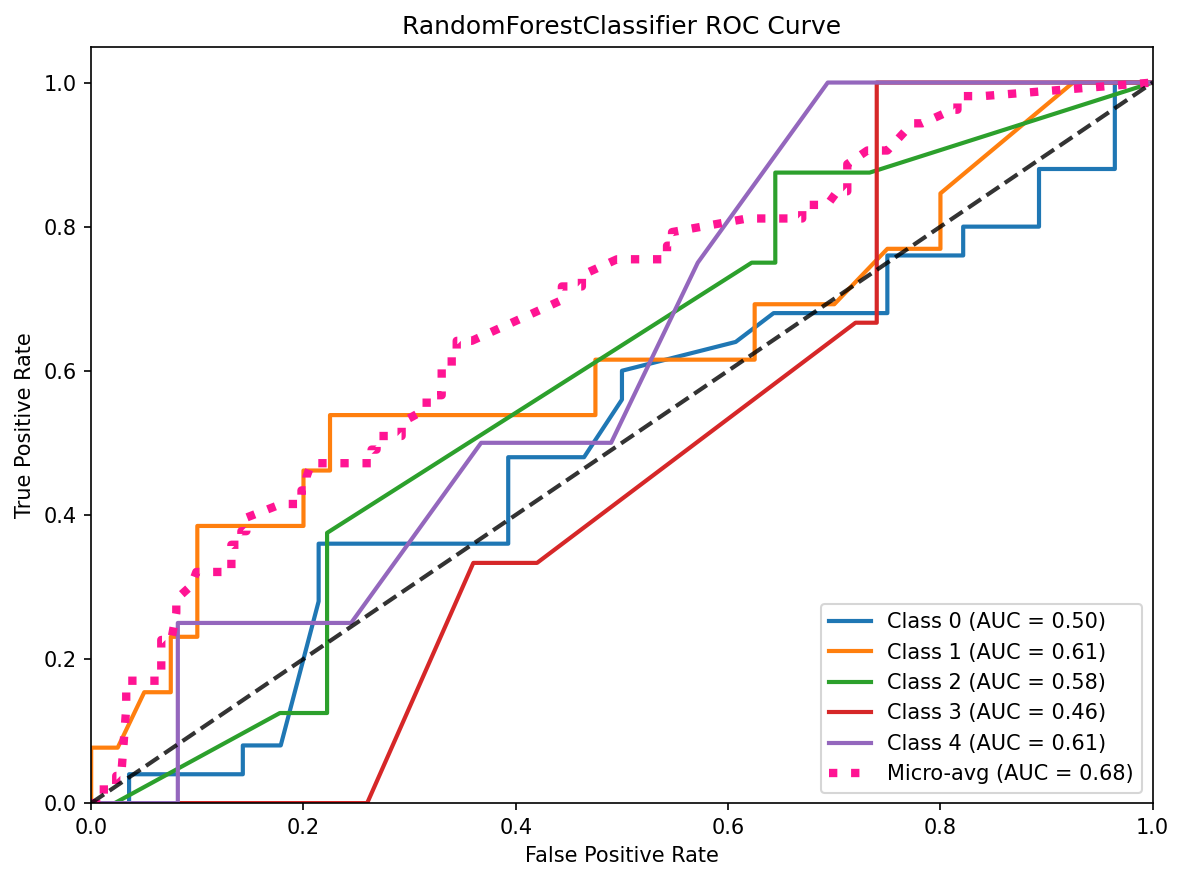 RandomForestClassifier ROC Curve
True Positive Rate
1.0
0.8
0.6
0.4
0.2
0.0
Class 0 (AUC = 0.50)
Class 1 (AUC = 0.61)
Class 2 (AUC = 0.58)
Class 3 (AUC = 0.46)
Class 4 (AUC = 0.61)
Micro-avg (AUC = 0.68)
0.0 0.2 0.4 0.6 0.8 1.0
False Positive Rate